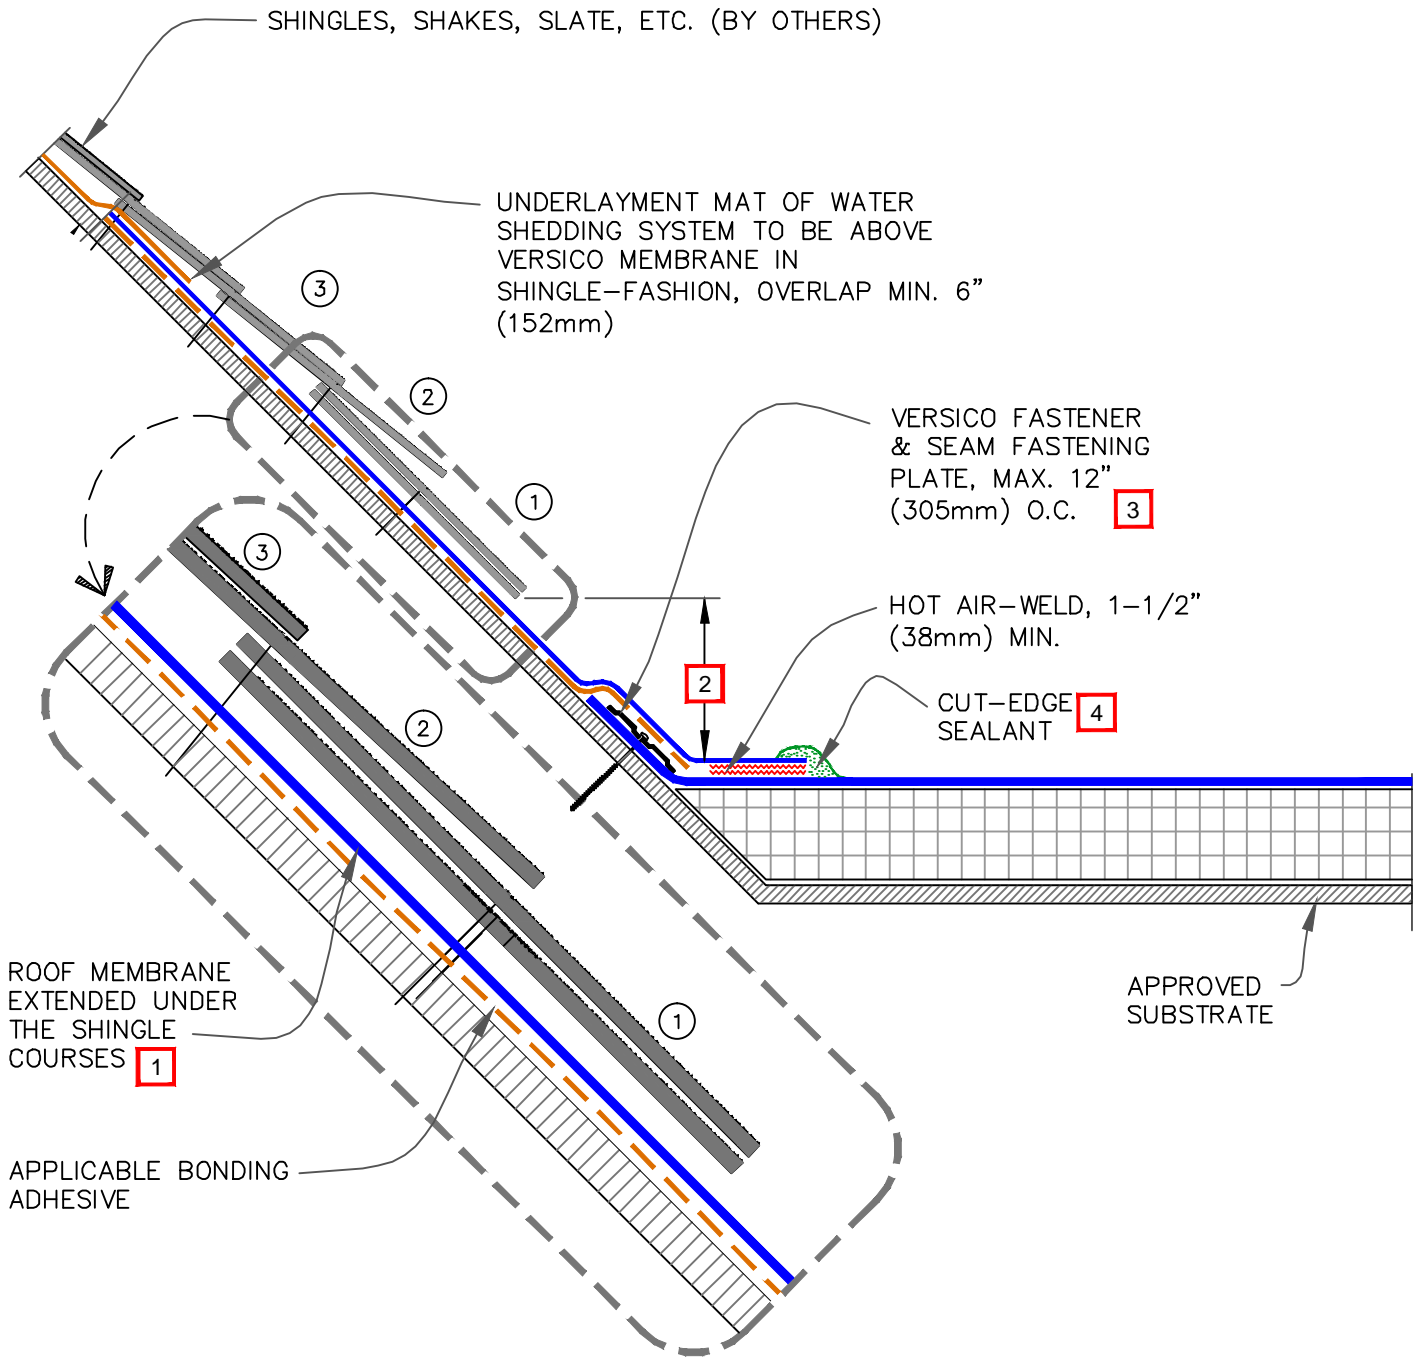 SHINGLES, SHAKES, SLATE, ETC. (BY OTHERS)
UNDERLAYMENT MAT OF WATER
SHEDDING SYSTEM TO BE ABOVE
VERSICO MEMBRANE IN
SHINGLE-FASHION, OVERLAP MIN. 6"
(152mm)
3
2
1
VERSICO FASTENER
& SEAM FASTENING
PLATE, MAX. 12"
(305mm) O.C. 3
HOT AIR-WELD, 1-1/2"
(38mm) MIN.
2
CUT-EDGE 4
SEALANT
3
2
1
ROOF MEMBRANE
EXTENDED UNDER
THE SHINGLE
COURSES 1
APPROVED
SUBSTRATE
APPLICABLE BONDING
ADHESIVE